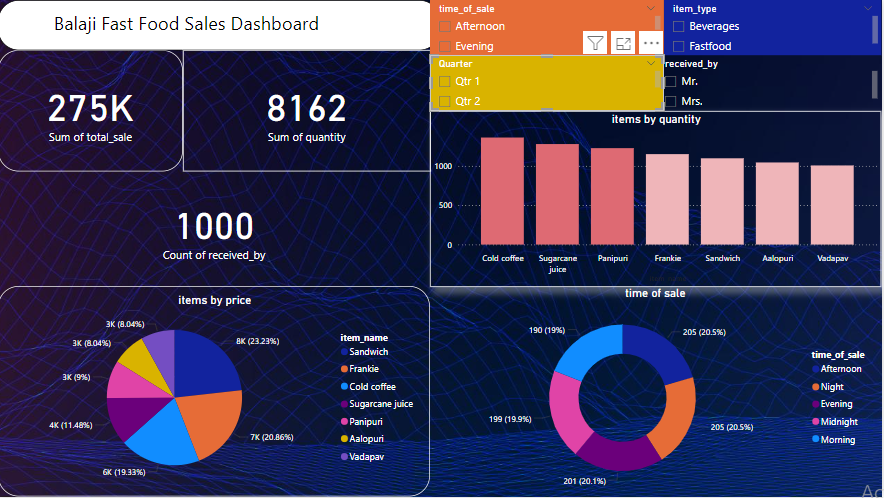 Balaji Fast Food Sales Dashboard
time_of_sale
Afternoon
Evening
item_type
Beverages
Fastfood
Quarter
Qtr 1
Qtr 2
received_by
Mr.
Mrs.
275K
Sum of total_sale
8162
Sum of quantity
1000
Count of received_by
items by quantity
1000
500
0
Cold coffee
Sugarcane juice
Panipuri
Frankie
Sandwich
Aalopuri
Vadapav
items by price
3K (8.04%)
3K (8.04%)
3K (9%)
4K (11.48%)
6K (19.33%)
7K (20.86%)
8K (23.23%)
item_name
Sandwich
Frankie
Cold coffee
Sugarcane juice
Panipuri
Aalopuri
Vadapav
time of sale
190 (19%)
205 (20.5%)
199 (19.9%)
205 (20.5%)
201 (20.1%)
time_of_sale
Afternoon
Night
Evening
Midnight
Morning